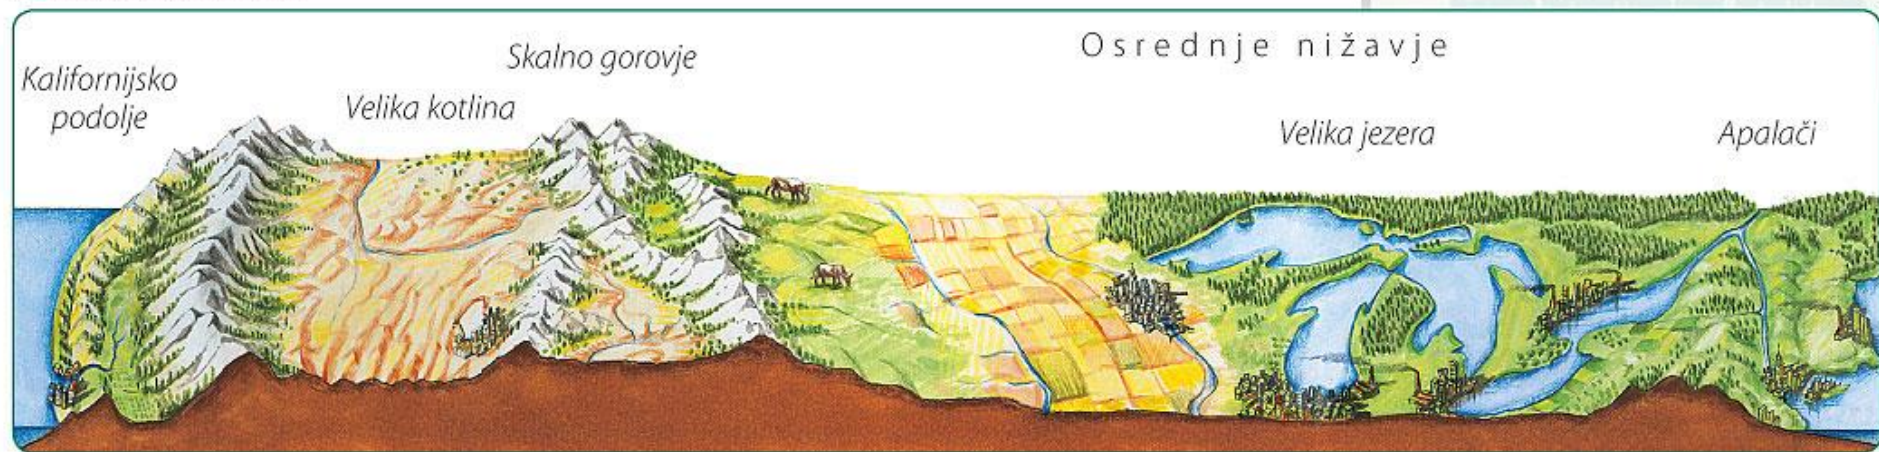 Kalifornijsko
podolje
Velika kotlina
Skalno gorovje
Osrednje nižavje
Velika jezera
Apalači